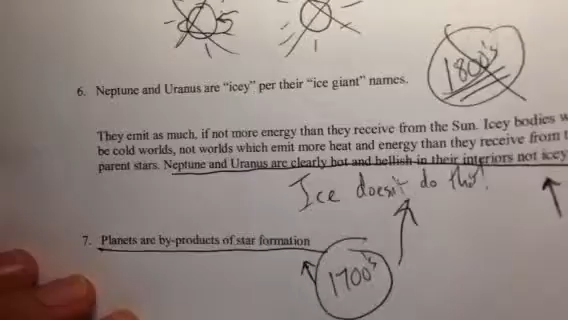 1800's
6. Neptune and Uranus are "icey" per their "ice giant" names.
They emit as much, if not more energy than they receive from the Sun. Icey bodies
be cold worlds, not worlds which emit more heat and energy than they receive from
parent stars. Neptune and Uranus are clearly hot and hellish in their interiors not icey
Ice doesn't do this!
7. Planets are by-products of star formation
1700's